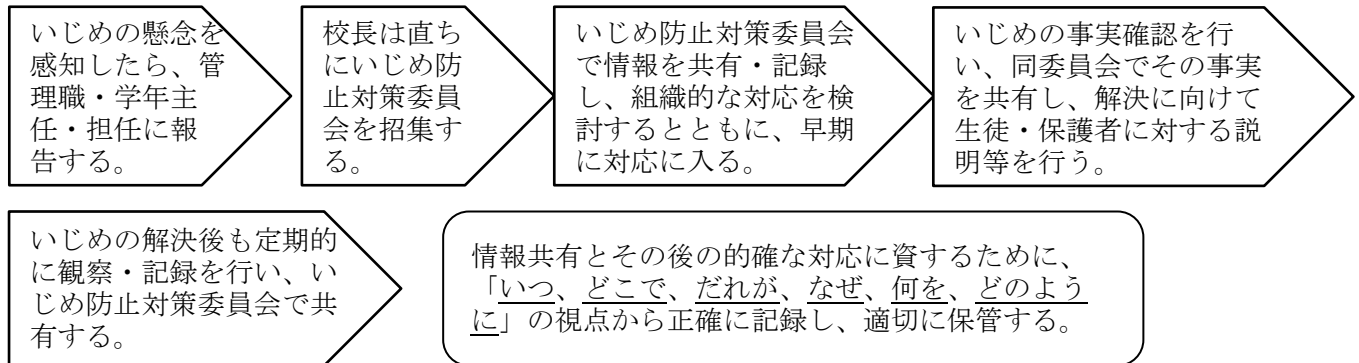 いじめの懸念を
感知したら、管
理職・学年主
任・担任に報
告する。
校長は直ち
にいじめ防
止対策委員
会を招集す
る。
いじめ防止対策委員会
で情報を共有・記録
し、組織的な対応を検
討するとともに、早期
に対応に入る。
いじめの事実確認を行
い、同委員会でその事実
を共有し、解決に向けて
生徒・保護者に対する説
明等を行う。
いじめの解決後も定期的
に観察・記録を行い、い
じめ防止対策委員会で共
有する。
情報共有とその後の的確な対応に資するために、
「いつ、どこで、だれが、なぜ、何を、どのよう
に」の視点から正確に記録し、適切に保管する。